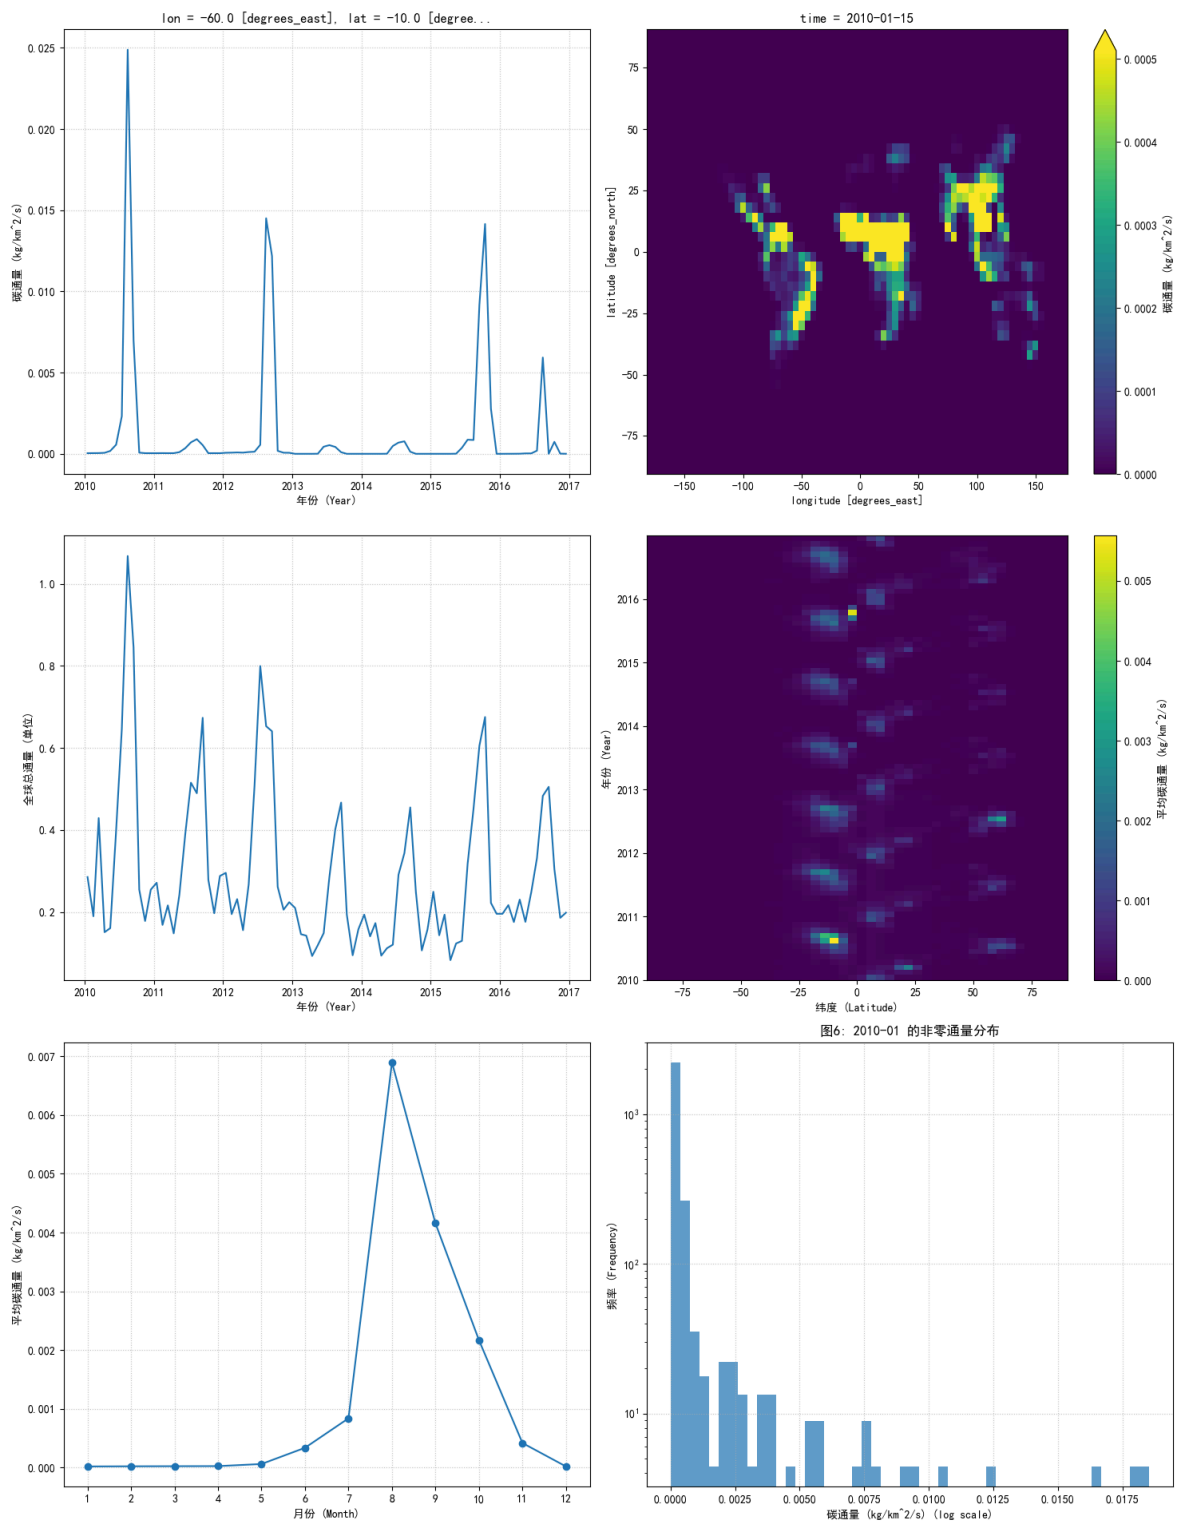 lon = -60.0 [degrees_east], lat = -10.0 [degree...
0.025
0.020
0.015
0.010
0.005
0.000
碳通量 (kg/km^2/s)
2010 2011 2012 2013 2014 2015 2016 2017
年份 (Year)
time = 2010-01-15
75
50
25
0
−25
−50
−75
latitude [degrees_north]
−150 −100 −50 0 50 100 150
longitude [degrees_east]
0.0005
0.0004
0.0003
0.0002
0.0001
0.0000
碳通量 (kg/km^2/s)
1.0
0.8
0.6
0.4
0.2
全球总通量 (单位)
2010 2011 2012 2013 2014 2015 2016 2017
年份 (Year)
2016
2015
2014
2013
2012
2011
2010
年份 (Year)
−75 −50 −25 0 25 50 75
纬度 (Latitude)
0.005
0.004
0.003
0.002
0.001
0.000
平均碳通量 (kg/km^2/s)
0.007
0.006
0.005
0.004
0.003
0.002
0.001
0.000
平均碳通量 (kg/km^2/s)
1 2 3 4 5 6 7 8 9 10 11 12
月份 (Month)
图6: 2010-01 的非零通量分布
10^3
10^2
10^1
频率 (Frequency)
0.0000 0.0025 0.0050 0.0075 0.0100 0.0125 0.0150 0.0175
碳通量 (kg/km^2/s) (log scale)